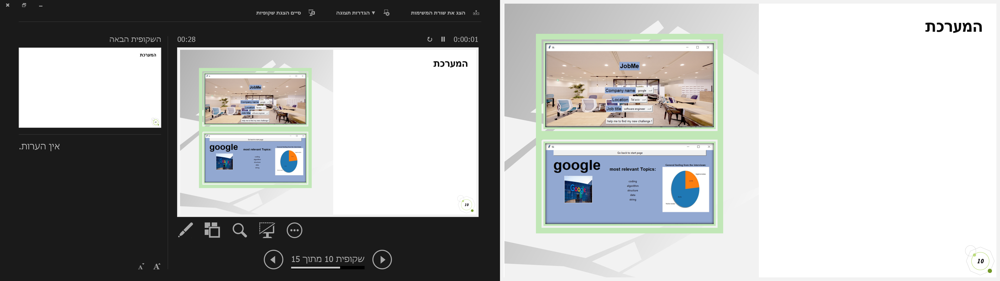 הצג את שורת המשימות
הגדרות תצוגה ▼
סיים הצגת שקופיות
השקופית הבאה
המערכת
11
אין הערות.
00:28
0:00:01
המערכת
tk
JobMe
Company name google
Location Tel aviv
Job title software engineer
help me to find my new challenge !
tk
Go back to start page
google
most relevant Topics:
coding
algorithm
structure
data
string
General feeling from the interviews:
10
שקופית 10 מתוך 15
המערכת
tk
JobMe
Company name google
Location Tel aviv
Job title software engineer
help me to find my new challenge !
tk
Go back to start page
google
Google
most relevant Topics:
coding
algorithm
structure
data
string
General feeling from the interviews:
Negative reviews
Positive reviews
10